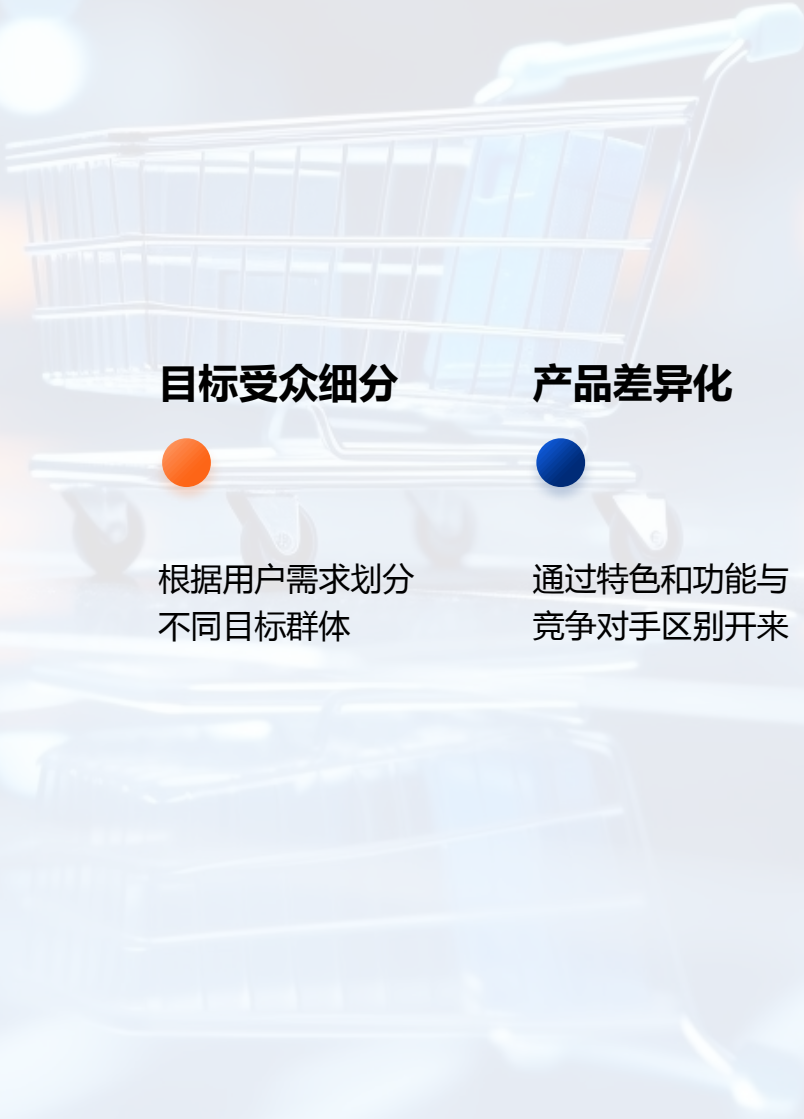 目标受众细分
产品差异化
根据用户需求划分
不同目标群体
通过特色和功能与
竞争对手区别开来